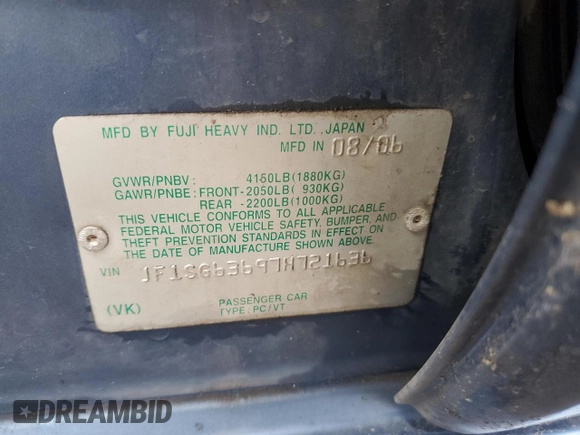 MFD BY FUJI HEAVY IND. LTD., JAPAN
MFD IN 08/06
GVWR/PNBV : 4150LB(1880KG)
GAWR/PNBE : FRONT-2050LB( 930KG)
REAR -2200LB(1000KG)
THIS VEHICLE CONFORMS TO ALL APPLICABLE
FEDERAL MOTOR VEHICLE SAFETY, BUMPER, AND
THEFT PREVENTION STANDARDS IN EFFECT ON
THE DATE OF MANUFACTURE SHOWN ABOVE.
VIN JF1SG63697H721636
(VK) PASSENGER CAR
TYPE: PC/VT
DREAMBID